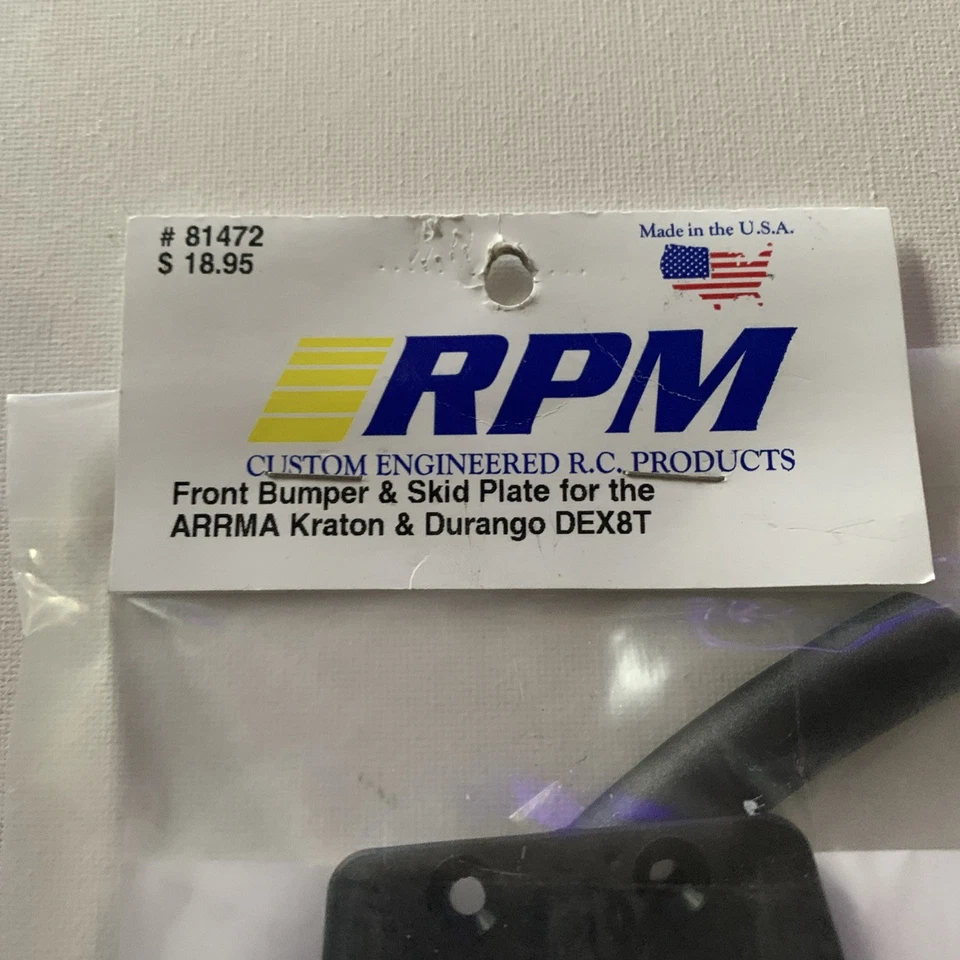 # 81472
$ 18.95
Made in the U.S.A.
RPM
CUSTOM ENGINEERED R.C. PRODUCTS
Front Bumper & Skid Plate for the
ARRMA Kraton & Durango DEX8T